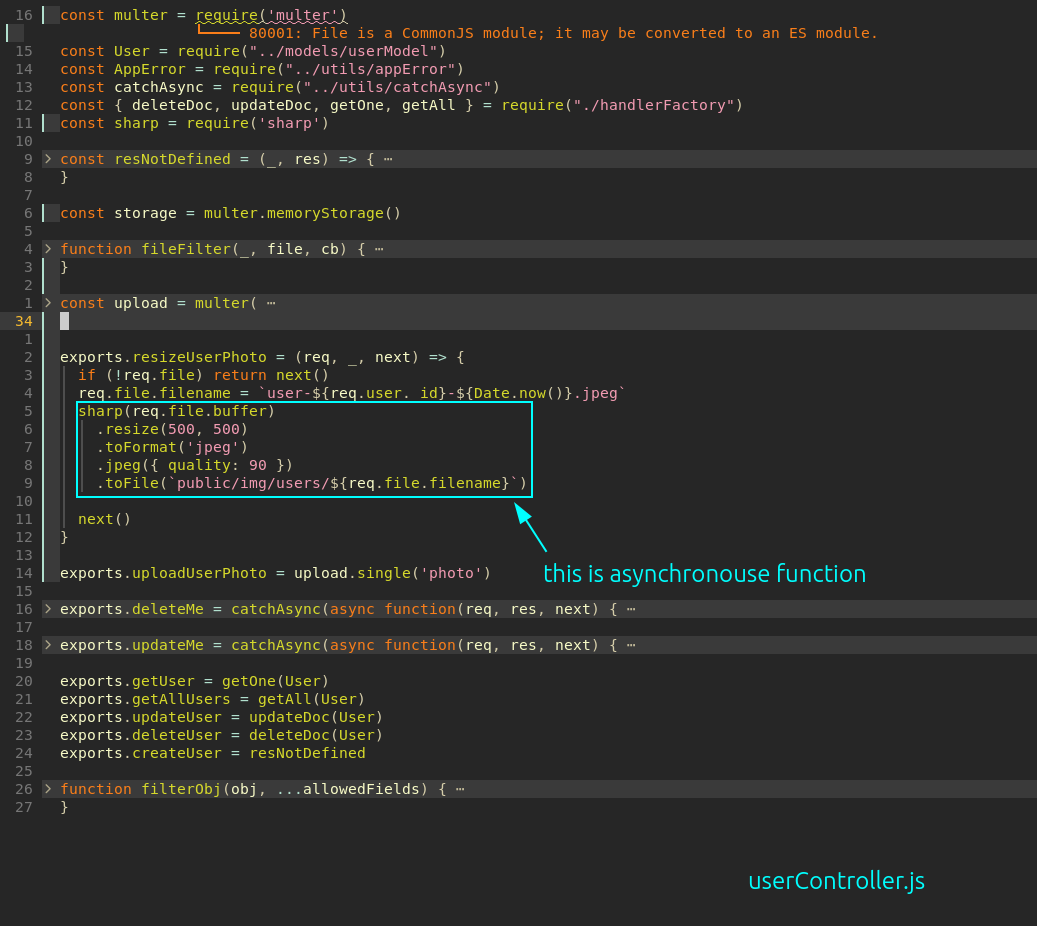 16 const multer = require('multer')
80001: File is a CommonJS module; it may be converted to an ES module.
15 const User = require("../models/userModel")
14 const AppError = require("../utils/appError")
13 const catchAsync = require("../utils/catchAsync")
12 const { deleteDoc, updateDoc, getOne, getAll } = require("./handlerFactory")
11 const sharp = require('sharp')
10
9 > const resNotDefined = (_, res) => { ⋯
8 }
7
6 const storage = multer.memoryStorage()
5
4 > function fileFilter(_, file, cb) { ⋯
3 }
2
1 > const upload = multer( ⋯
34
1
2 exports.resizeUserPhoto = (req, _, next) => {
3 if (!req.file) return next()
4 req.file.filename = `user-${req.user. id}-${Date.now()}.jpeg`
5 sharp(req.file.buffer)
6 .resize(500, 500)
7 .toFormat('jpeg')
8 .jpeg({ quality: 90 })
9 .toFile(`public/img/users/${req.file.filename}`)
10
11 next()
12 }
13
this is asynchronouse function
14 exports.uploadUserPhoto = upload.single('photo')
15
16 > exports.deleteMe = catchAsync(async function(req, res, next) { ⋯
17
18 > exports.updateMe = catchAsync(async function(req, res, next) { ⋯
19
20 exports.getUser = getOne(User)
21 exports.getAllUsers = getAll(User)
22 exports.updateUser = updateDoc(User)
23 exports.deleteUser = deleteDoc(User)
24 exports.createUser = resNotDefined
25
26 > function filterObj(obj, ...allowedFields) { ⋯
27 }
userController.js